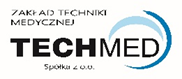 ZAKŁAD TECHNIKI
MEDYCZNEJ
TECHMED
Spółka z o.o.